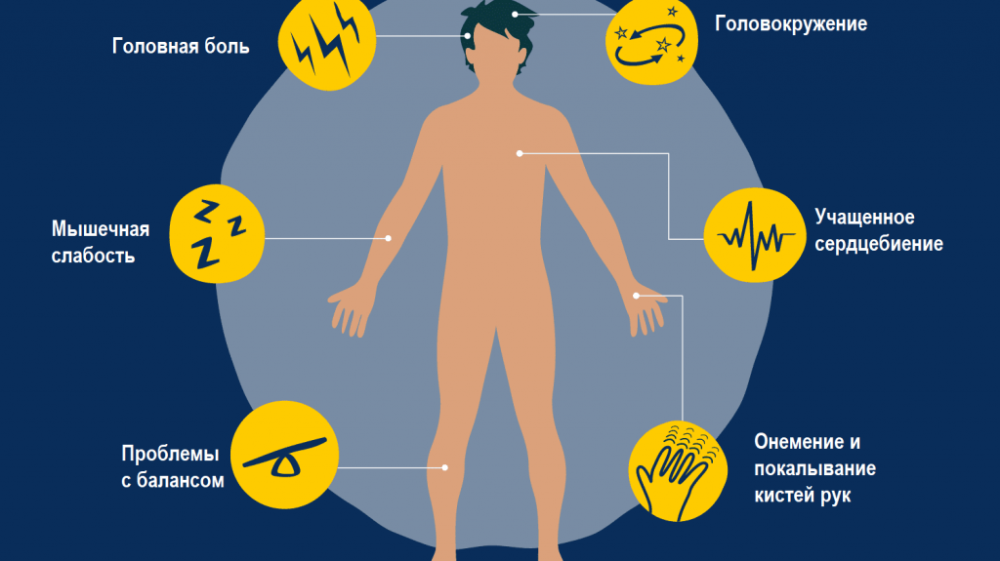 Головная боль
Головокружение
Мышечная
слабость
Учащенное
сердцебиение
Проблемы
с балансом
Онемение и
покалывание
кистей рук